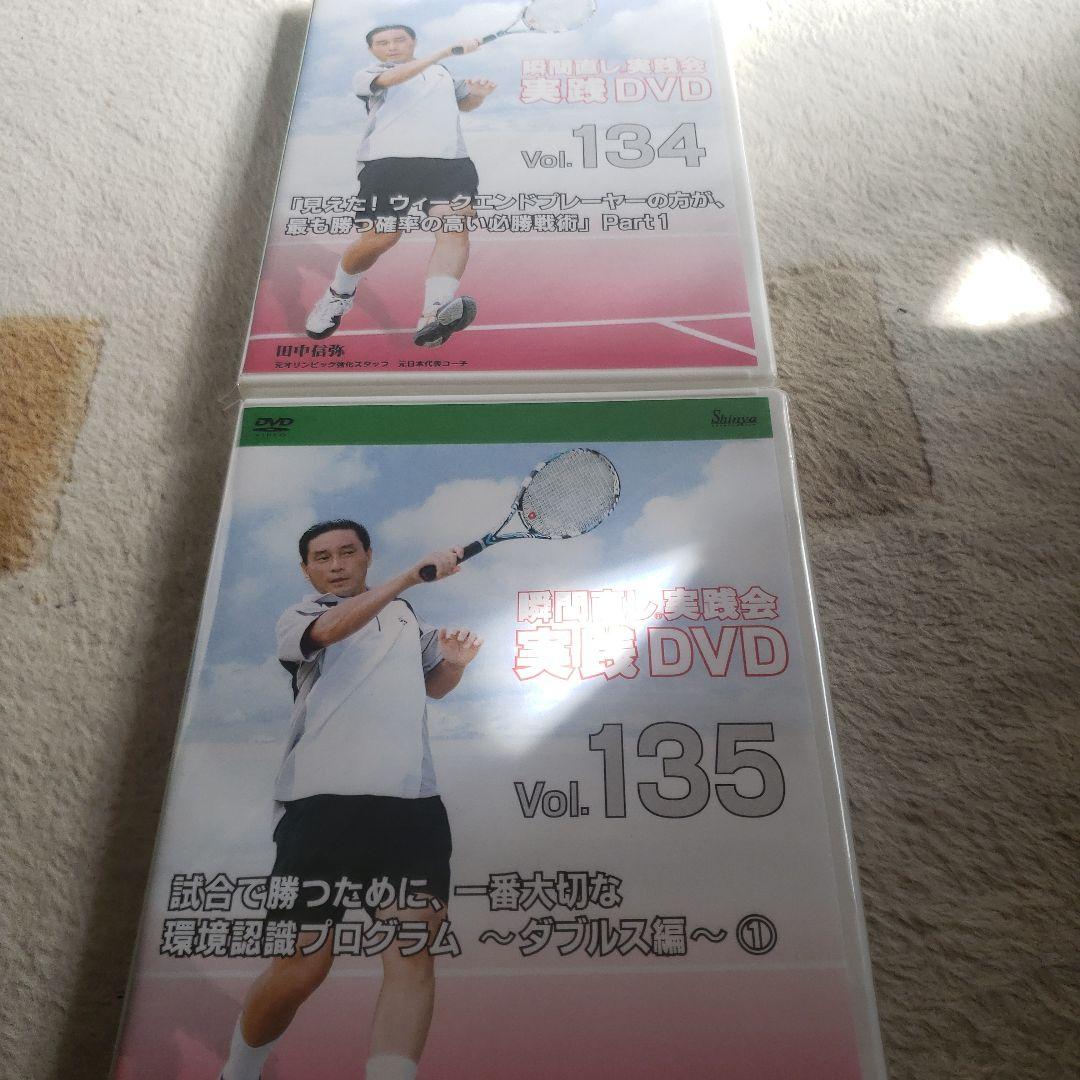 瞬間直し®実践会
実践DVD
Vol.134
「見えた！ウィークエンドプレーヤーの方が、
最も勝つ確率の高い必勝戦術」Part1
田中信弥
元オリンピック強化スタッフ 元日本代表コーチ
DVD
VIDEO
Shinya
瞬間直し®実践会
実践DVD
Vol.135
試合で勝つために、一番大切な
環境認識プログラム ～ダブルス編～ ①